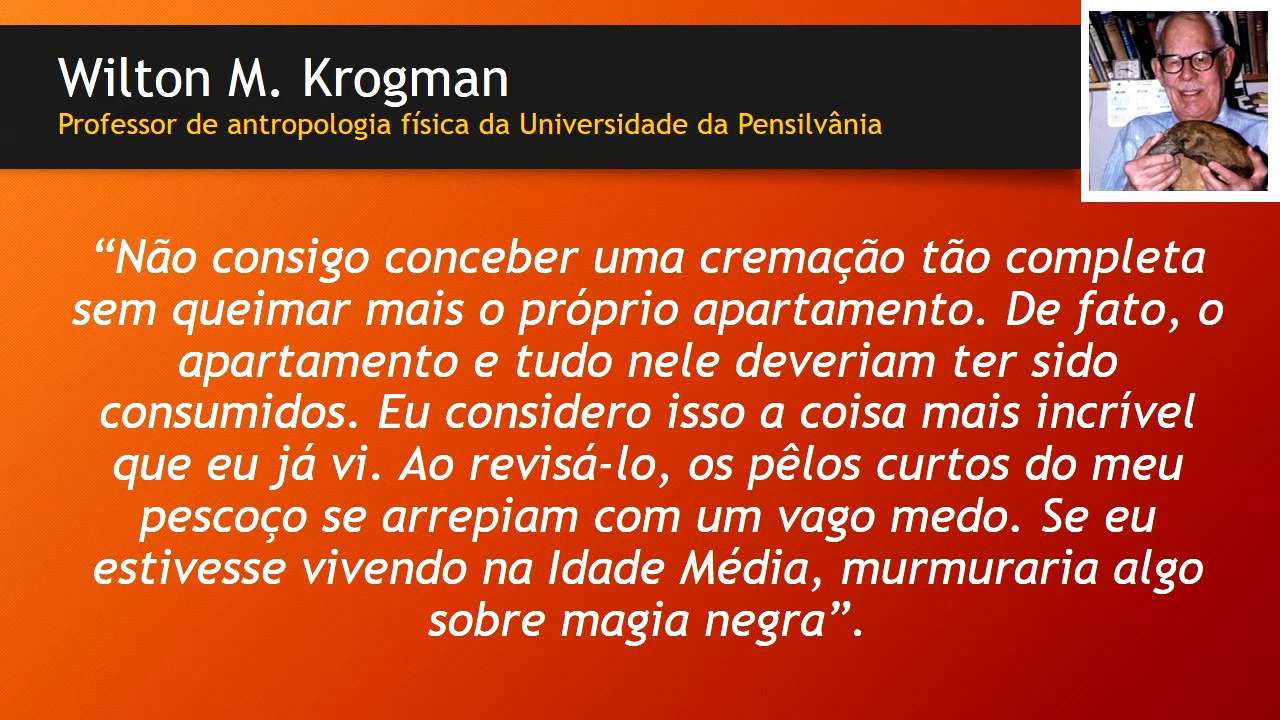 Wilton M. Krogman
Professor de antropologia física da Universidade da Pensilvânia
“Não consigo conceber uma cremação tão completa
sem queimar mais o próprio apartamento. De fato, o
apartamento e tudo nele deveriam ter sido
consumidos. Eu considero isso a coisa mais incrível
que eu já vi. Ao revisá-lo, os pêlos curtos do meu
pescoço se arrepiam com um vago medo. Se eu
estivesse vivendo na Idade Média, murmuraria algo
sobre magia negra”.